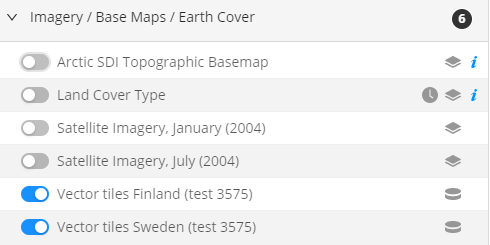 Imagery / Base Maps / Earth Cover 6
Arctic SDI Topographic Basemap i
Land Cover Type i
Satellite Imagery, January (2004)
Satellite Imagery, July (2004)
Vector tiles Finland (test 3575)
Vector tiles Sweden (test 3575)